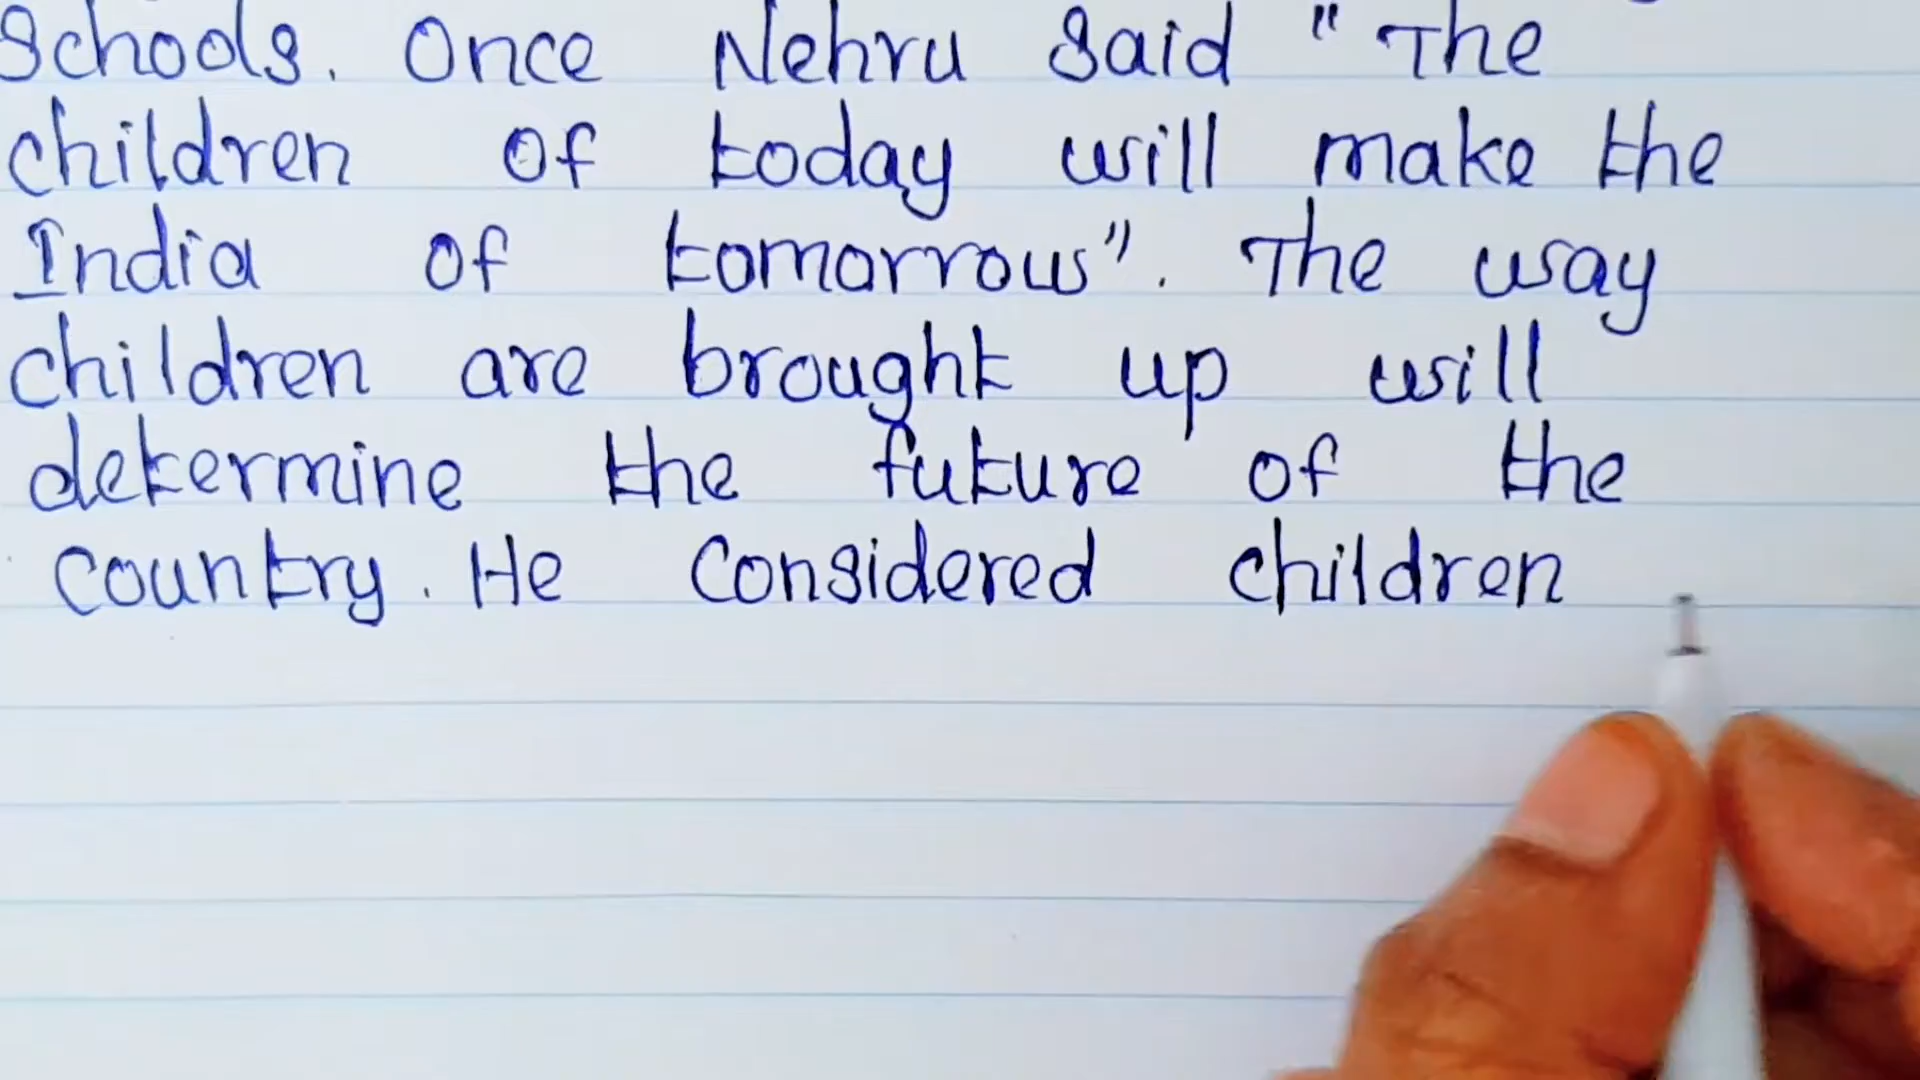 Schools. Once Nehru Said "The
children of today will make the
India of tomorrow". The way
children are brought up will
determine the future of the
country. He Considered children